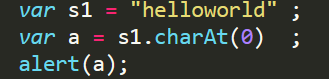 var s1 = "helloworld" ;
var a = s1.charAt(0)  ;
alert(a);